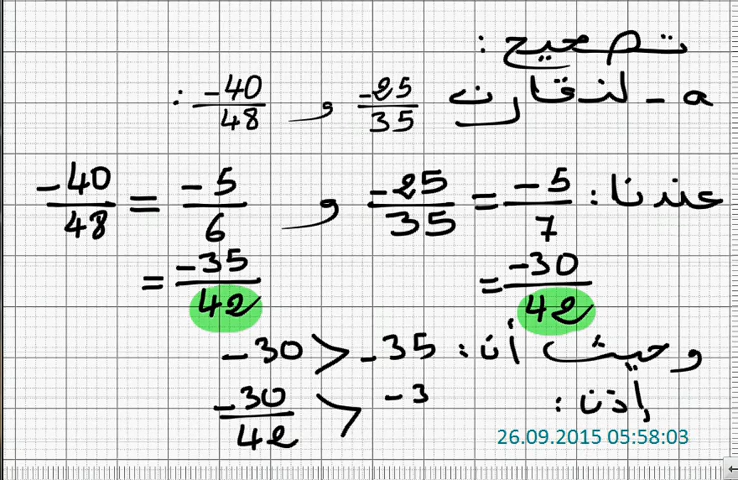 تصحيح :
a - لنقارن -25/35 و -40/48 :
عندنا : -25/35 = -5/7 و -40/48 = -5/6
= -30/42 = -35/42
وحيث أن : -30 > -35
إذن : -30/42 > -3
26.09.2015 05:58:03